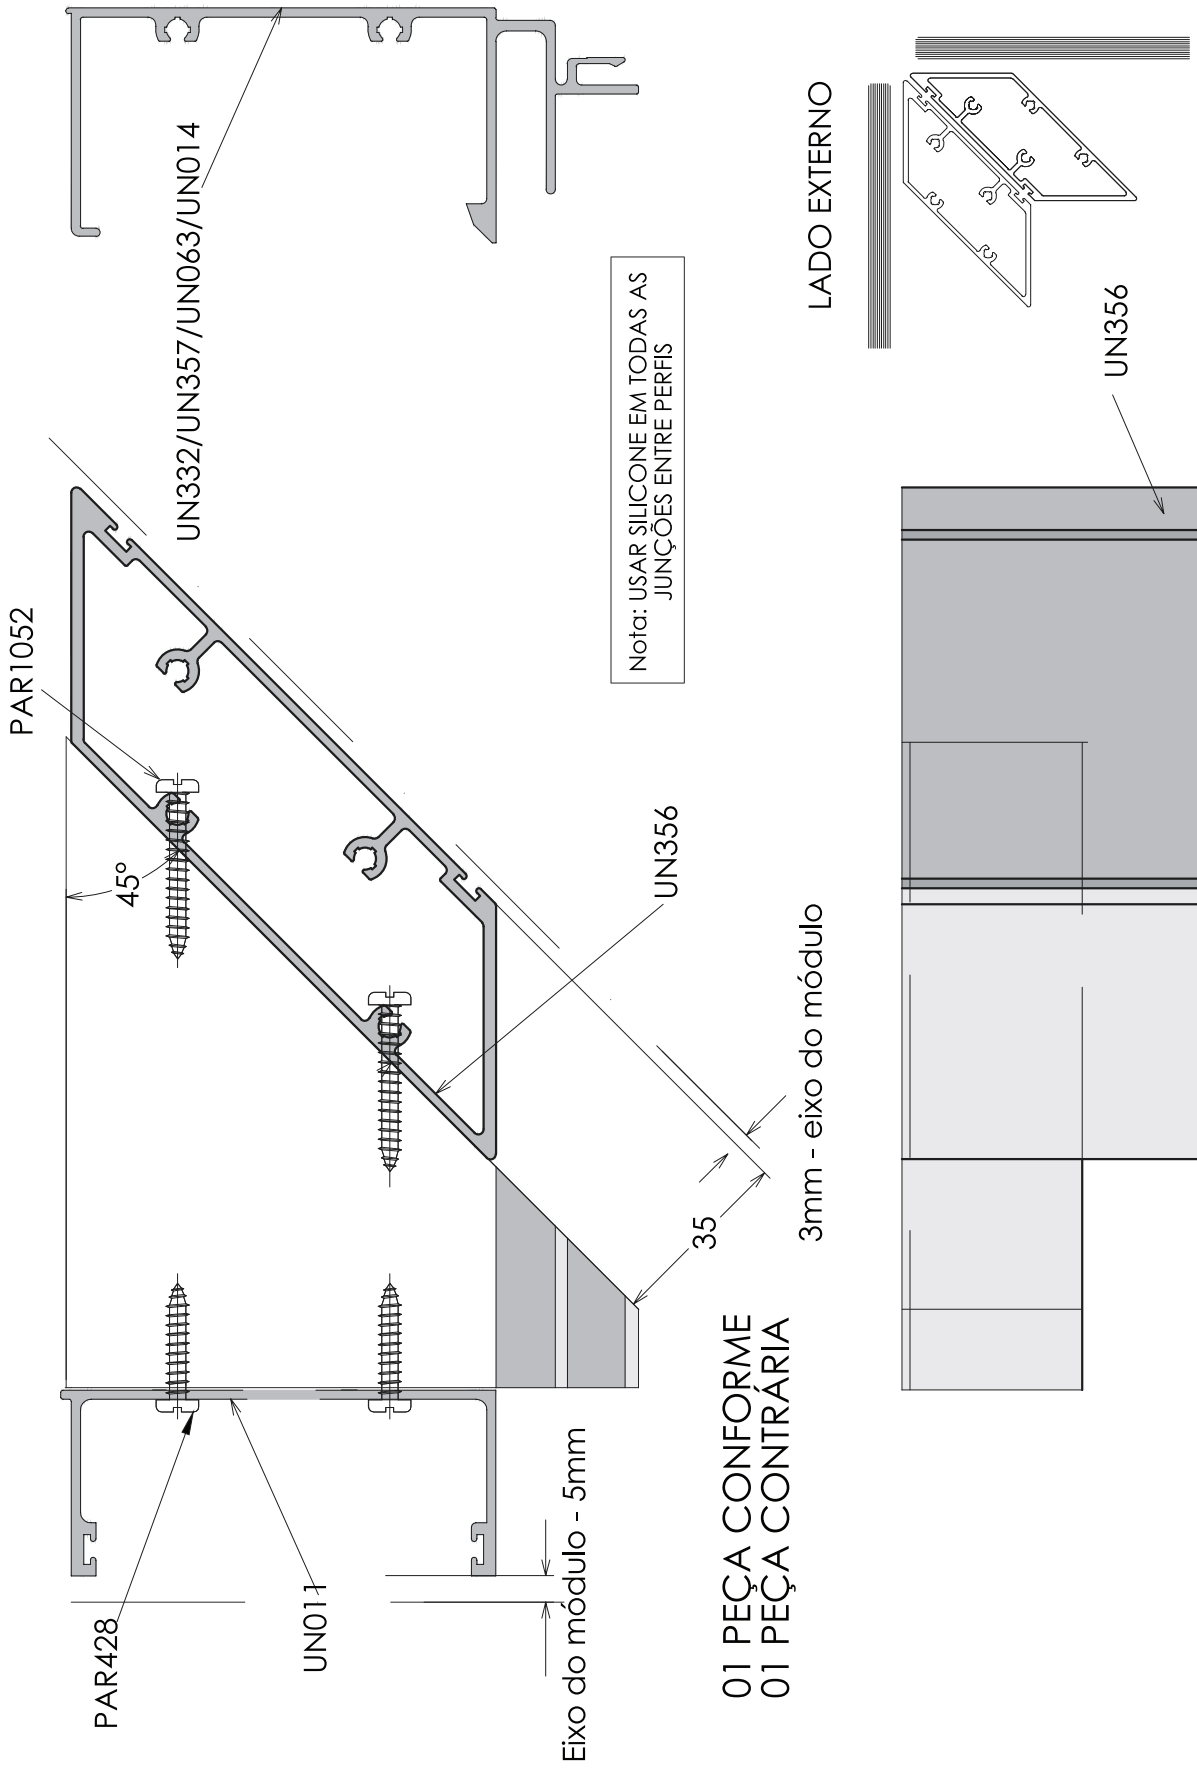 PAR1052
UN332/UN357/UN063/UN014
45°
UN356
PAR428
UN011
Eixo do módulo - 5mm
35
3mm - eixo do módulo
Nota: USAR SILICONE EM TODAS AS
JUNÇÕES ENTRE PERFIS
01 PEÇA CONFORME
01 PEÇA CONTRÁRIA
LADO EXTERNO
UN356